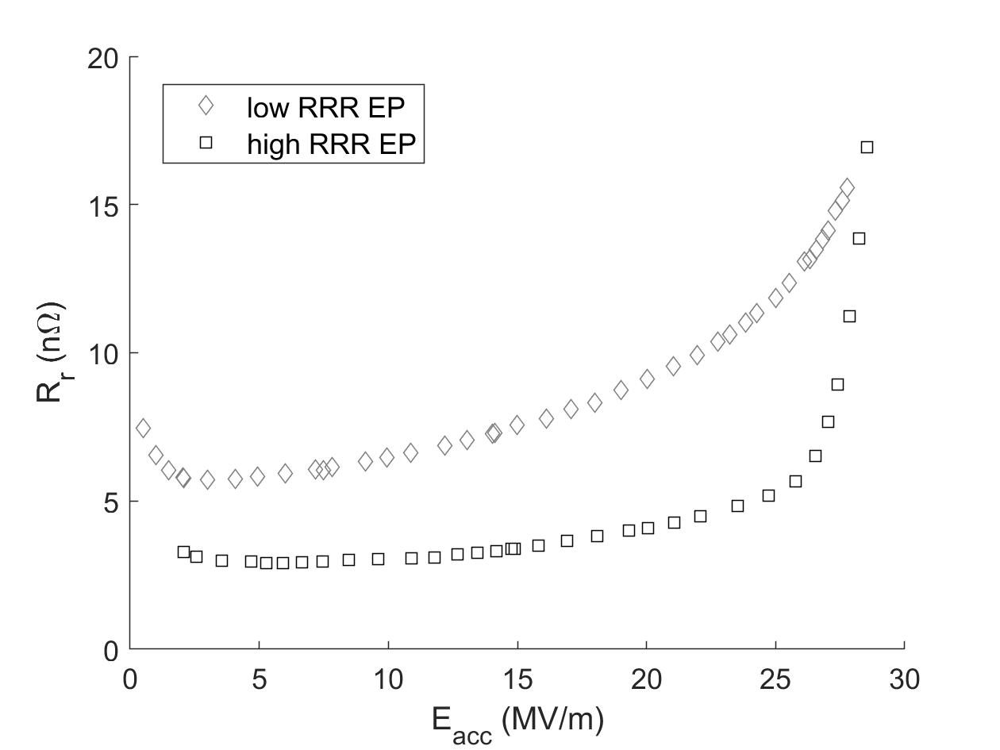 20
low RRR EP
high RRR EP
15
10
5
0
0 5 10 15 20 25 30
R_r (nΩ)
E_acc (MV/m)